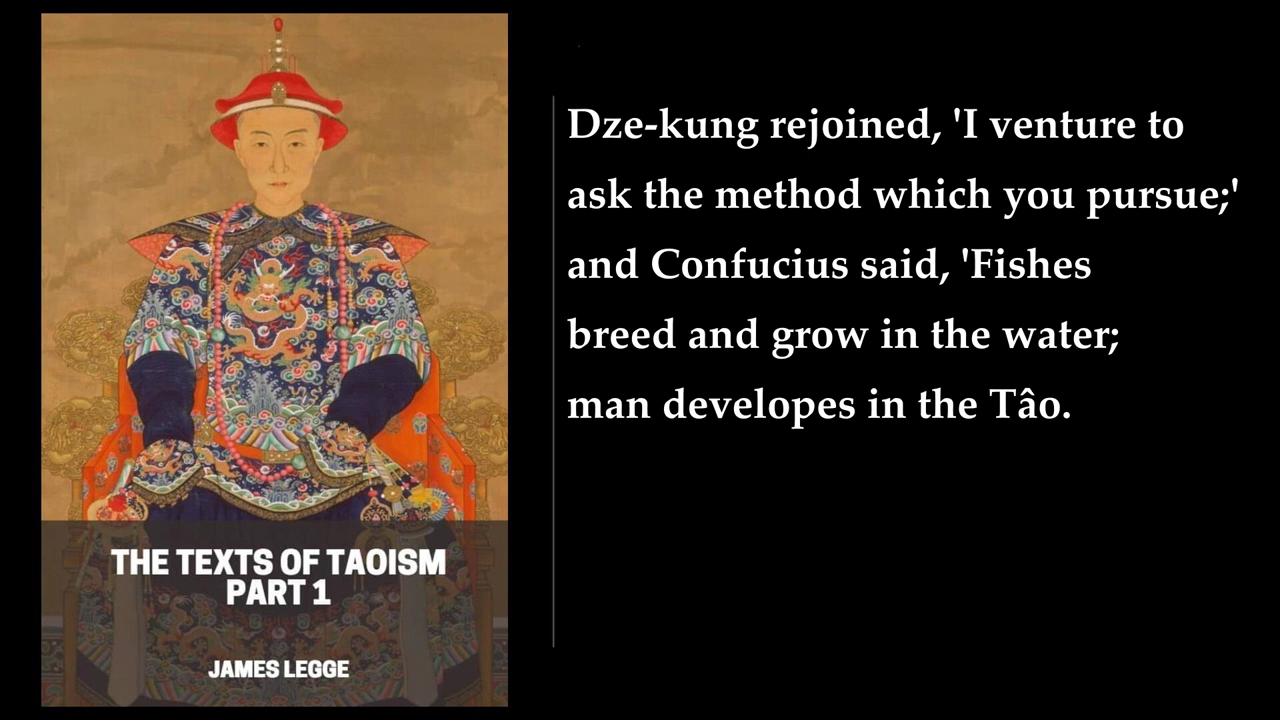 THE TEXTS OF TAOISM
PART 1
JAMES LEGGE
Dze-kung rejoined, 'I venture to
ask the method which you pursue;'
and Confucius said, 'Fishes
breed and grow in the water;
man developes in the Tâo.